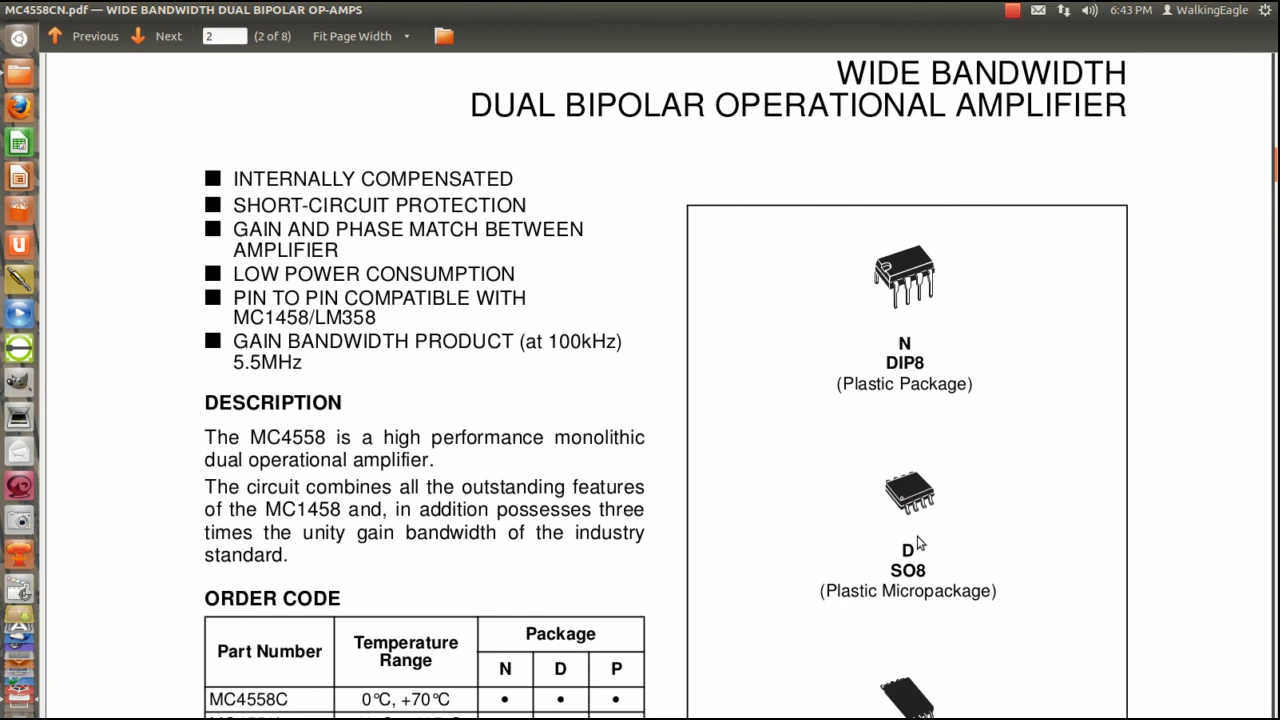 MC4558CN.pdf — WIDE BANDWIDTH DUAL BIPOLAR OP-AMPS
6:43 PM
WalkingEagle
Previous
Next
2
(2 of 8)
Fit Page Width
WIDE BANDWIDTH
DUAL BIPOLAR OPERATIONAL AMPLIFIER
■ INTERNALLY COMPENSATED
■ SHORT-CIRCUIT PROTECTION
■ GAIN AND PHASE MATCH BETWEEN
AMPLIFIER
■ LOW POWER CONSUMPTION
■ PIN TO PIN COMPATIBLE WITH
MC1458/LM358
■ GAIN BANDWIDTH PRODUCT (at 100kHz)
5.5MHz
DESCRIPTION
The MC4558 is a high performance monolithic
dual operational amplifier.
The circuit combines all the outstanding features
of the MC1458 and, in addition possesses three
times the unity gain bandwidth of the industry
standard.
ORDER CODE
Part Number
Temperature
Range
Package
N D P
MC4558C 0°C, +70°C • • •
N
DIP8
(Plastic Package)
D
SO8
(Plastic Micropackage)